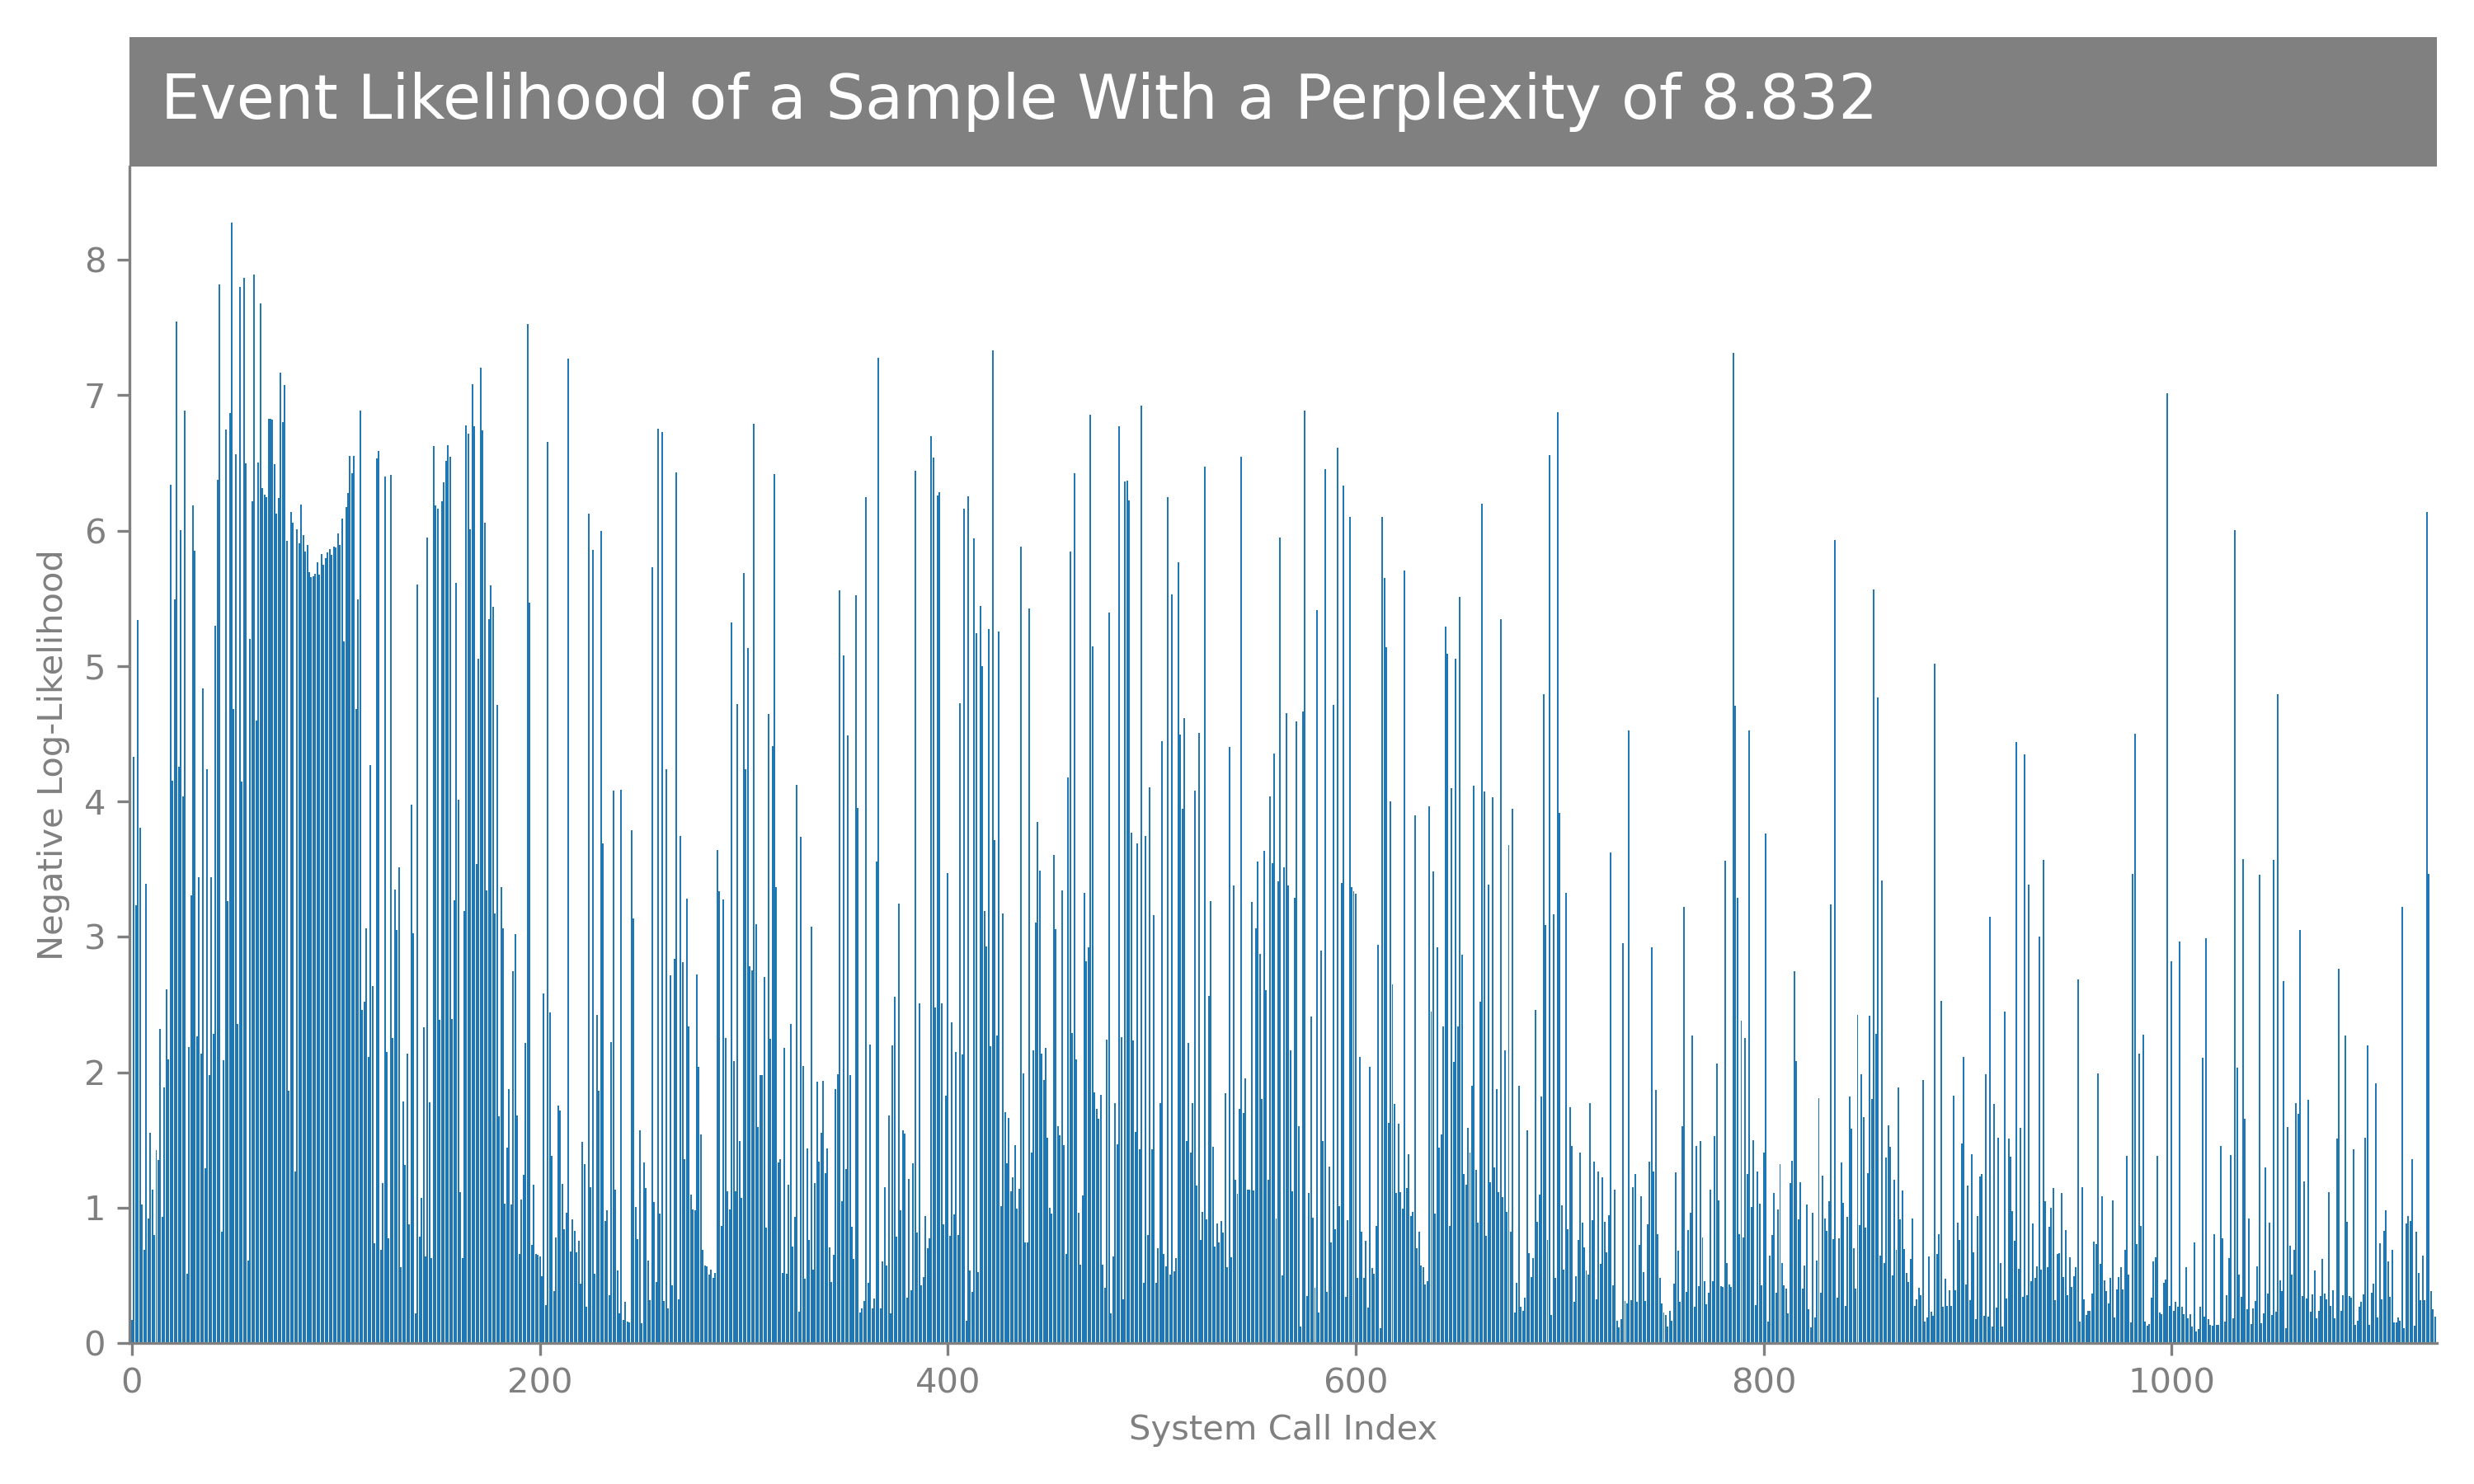 Event Likelihood of a Sample With a Perplexity of 8.832
8
7
6
5
4
3
2
1
0
Negative Log-Likelihood
0 200 400 600 800 1000
System Call Index